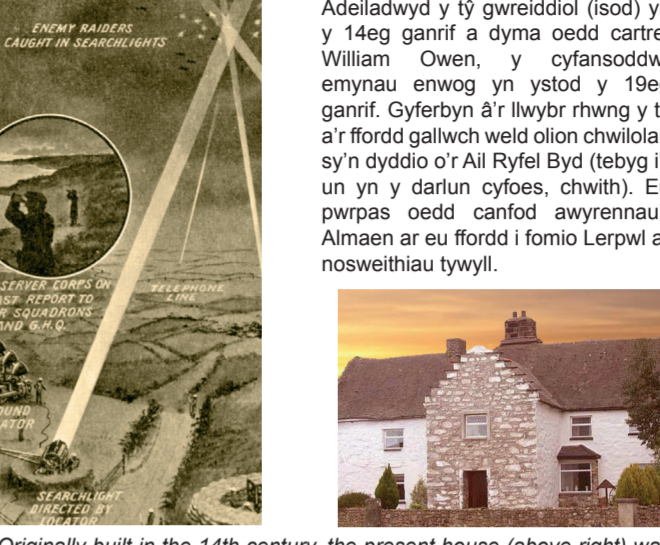 ENEMY RAIDERS
CAUGHT IN SEARCHLIGHTS
SERVER CORPS ON
AST REPORT TO
R SQUADRONS
AND G.H.Q.
TELEPHONE
LINE
OUND
ATOR
SEARCHLIGHT
DIRECTED BY
LOCATOR
Adeiladwyd y tŷ gwreiddiol (isod) y
y 14eg ganrif a dyma oedd cartre
William Owen, y cyfansoddw
emynau enwog yn ystod y 19e
ganrif. Gyferbyn â'r llwybr rhwng y t
a'r ffordd gallwch weld olion chwilola
sy'n dyddio o'r Ail Ryfel Byd (tebyg i
un yn y darlun cyfoes, chwith). E
pwrpas oedd canfod awyrennau
Almaen ar eu ffordd i fomio Lerpwl a
nosweithiau tywyll.
Originally built in the 14th century, the present house (above right) wa